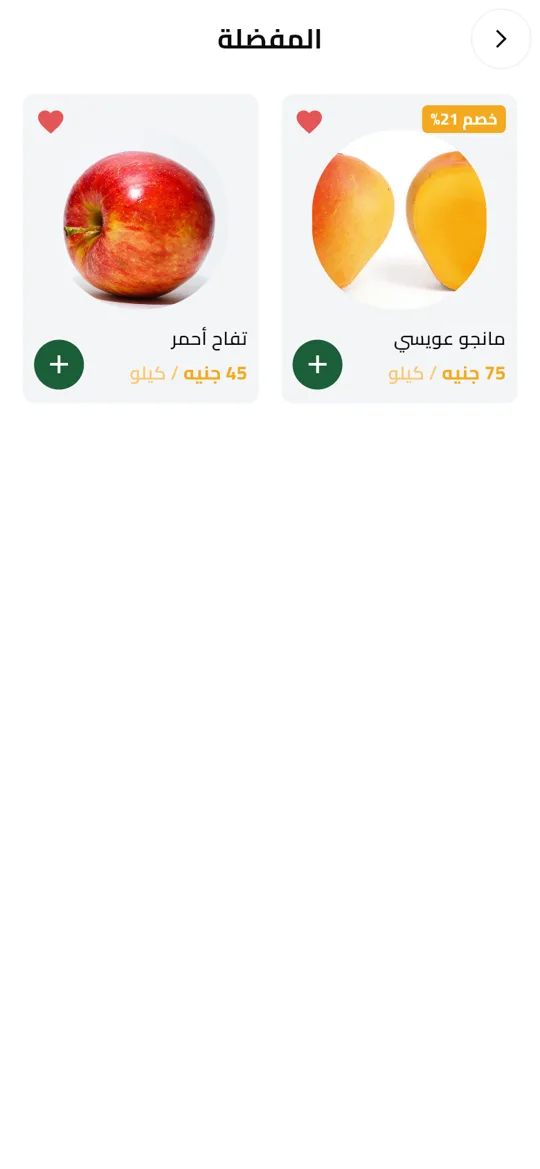 المفضلة
خصم 21%
مانجو عويسي
75 جنيه / كيلو
تفاح أحمر
45 جنيه / كيلو